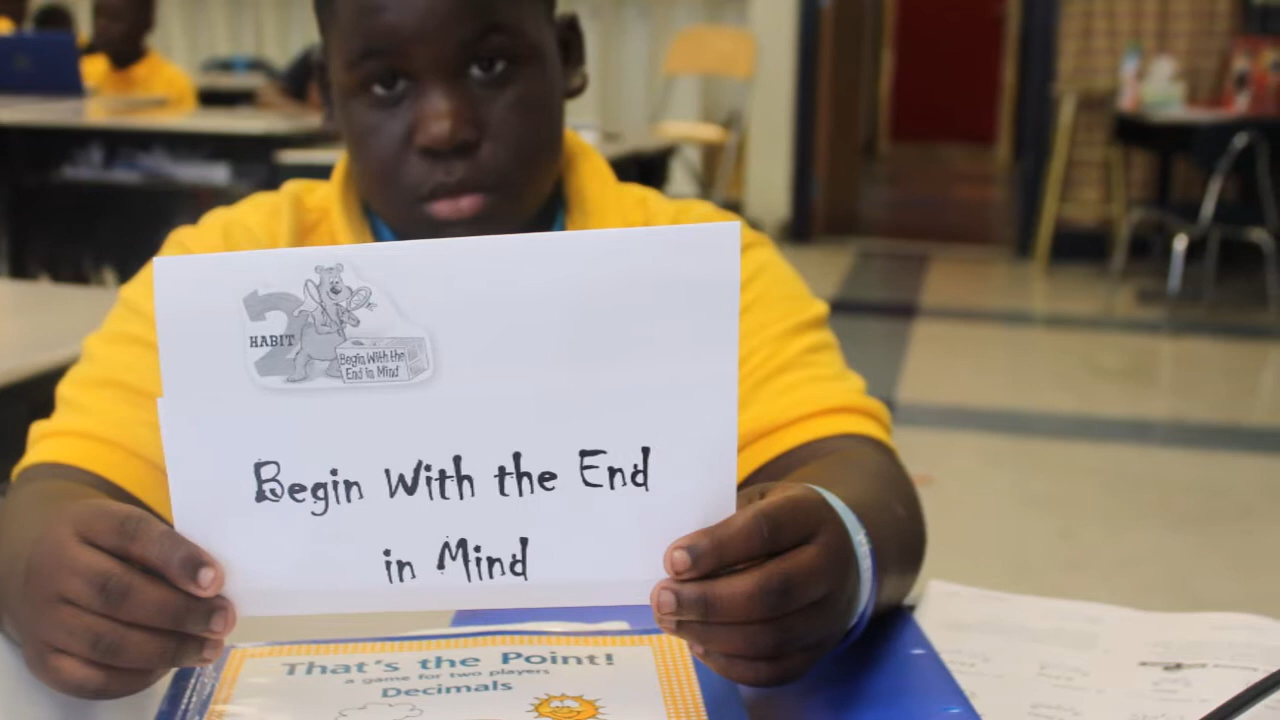 2
HABIT
Begin With the
End in Mind
Begin With the End
in Mind
That's the Point!
a game for two players
Decimals